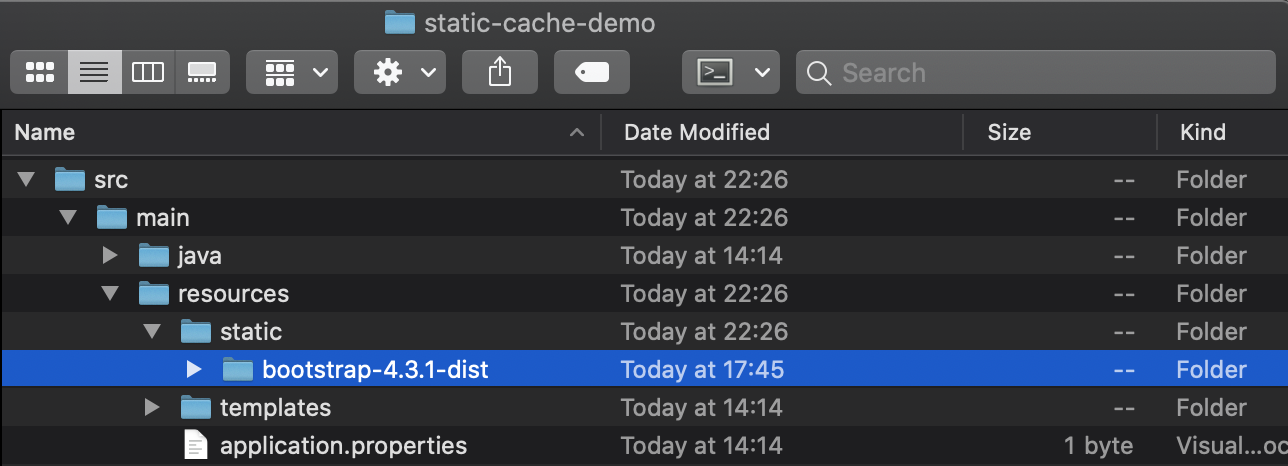 static-cache-demo
Search
Name Date Modified Size Kind
src Today at 22:26 -- Folder
main Today at 22:26 -- Folder
java Today at 14:14 -- Folder
resources Today at 22:26 -- Folder
static Today at 22:26 -- Folder
bootstrap-4.3.1-dist Today at 17:45 -- Folder
templates Today at 14:14 -- Folder
application.properties Today at 14:14 1 byte Visual...oc